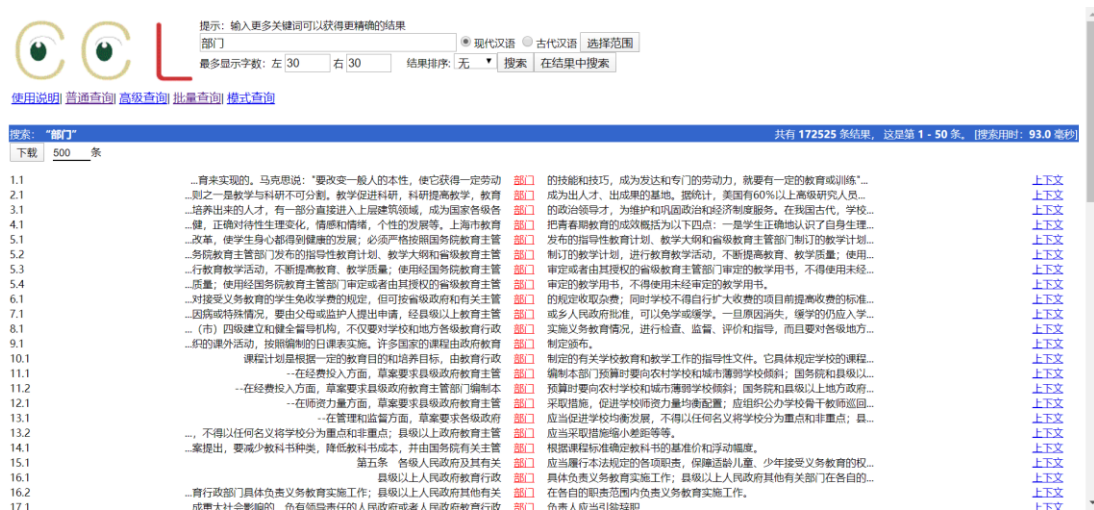 CCL
提示：输入更多关键词可以获得更精确的结果
部门 现代汉语 古代汉语 选择范围
最多显示字数：左 30 右 30 结果排序: 无 搜索 在结果中搜索
使用说明| 普通查询| 高级查询| 批量查询| 模式查询
搜索： “部门” 共有 172525 条结果， 这是第 1 - 50 条。 [搜索用时： 93.0 毫秒]
下载 500 条
1.1 ...育来实现的。马克思说："要改变一般人的本性，使它获得一定劳动 部门 的技能和技巧，成为发达和专门的劳动力，就要有一定的教育或训练"... 上下文
2.1 ...则之一是教学与科研不可分割。教学促进科研，科研提高教学，教育 部门 成为出人才、出成果的基地。据统计，美国有60%以上高级研究人员... 上下文
3.1 ...培养出来的人才，有一部分直接进入上层建筑领域，成为国家各级各 部门 的政治领导才，为维护和巩固政治和经济制度服务。在我国古代，学校... 上下文
4.1 ...健，正确对待性生理变化，情感和情绪，个性的发展等。上海市教育 部门 把青春期教育的成效概括为以下四点：一是学生正确地认识了自身生理... 上下文
5.1 ...改革，使学生身心都得到健康的发展；必须严格按照国务院教育主管 部门 发布的指导性教育计划、教学大纲和省级教育主管部门制订的教学计划... 上下文
5.2 ...务院教育主管部门发布的指导性教育计划、教学大纲和省级教育主管 部门 制订的教学计划，进行教育教学活动，不断提高教育、教学质量；使用... 上下文
5.3 ...行教育教学活动，不断提高教育、教学质量；使用经国务院教育主管 部门 审定或者由其授权的省级教育主管部门审定的教学用书，不得使用未经... 上下文
5.4 ...质量；使用经国务院教育主管部门审定或者由其授权的省级教育主管 部门 审定的教学用书，不得使用未经审定的教学用书。 上下文
6.1 ...对接受义务教育的学生免收学费的规定，但可按省级政府和有关主管 部门 的规定收取杂费；同时学校不得自行扩大收费的项目前提高收费的标准... 上下文
7.1 ...因病或特殊情况，要由父母或监护人提出申请，经县级以上教育主管 部门 或乡人民政府批准，可以免学或缓学。一旦原因消失，缓学的仍应入学... 上下文
8.1 ...（市）四级建立和健全督导机构，不仅要对学校和地方各级教育行政 部门 实施义务教育情况，进行检查、监督、评价和指导，而且要对各级地方... 上下文
9.1 ...织的课外活动，按照编制的日课表实施。许多国家的课程由政府教育 部门 制定颁布。 上下文
10.1 课程计划是根据一定的教育目的和培养目标，由教育行政 部门 制定的有关学校教育和教学工作的指导性文件。它具体规定学校的课程... 上下文
11.1 --在经费投入方面，草案要求县级政府教育主管 部门 编制本部门预算时要向农村学校和城市薄弱学校倾斜；国务院和县级以... 上下文
11.2 --在经费投入方面，草案要求县级政府教育主管部门编制本 部门 预算时要向农村学校和城市薄弱学校倾斜；国务院和县级以上地方政府... 上下文
12.1 --在师资力量方面，草案要求县级政府教育主管 部门 采取措施，促进学校师资力量均衡配置；应组织公办学校骨干教师巡回... 上下文
13.1 --在管理和监督方面，草案要求各级政府 部门 应当促进学校均衡发展，不得以任何名义将学校分为重点和非重点；县... 上下文
13.2 ...，不得以任何名义将学校分为重点和非重点；县级以上政府教育主管 部门 应当采取措施缩小差距等等。 上下文
14.1 ...案提出，要减少教科书种类，降低教科书成本，并由国务院有关主管 部门 根据课程标准确定教科书的基准价和浮动幅度。 上下文
15.1 第五条 各级人民政府及其有关 部门 应当履行本法规定的各项职责，保障适龄儿童、少年接受义务教育的权... 上下文
16.1 县级以上人民政府教育行政 部门 具体负责义务教育实施工作；县级以上人民政府其他有关部门在各自的... 上下文
16.2 ...育行政部门具体负责义务教育实施工作；县级以上人民政府其他有关 部门 在各自的职责范围内负责义务教育实施工作。 上下文
17.1 ...成重大社会影响的，负有领导责任的人民政府或者人民政府教育行政 部门 负责人应当引咎辞职。 上下文